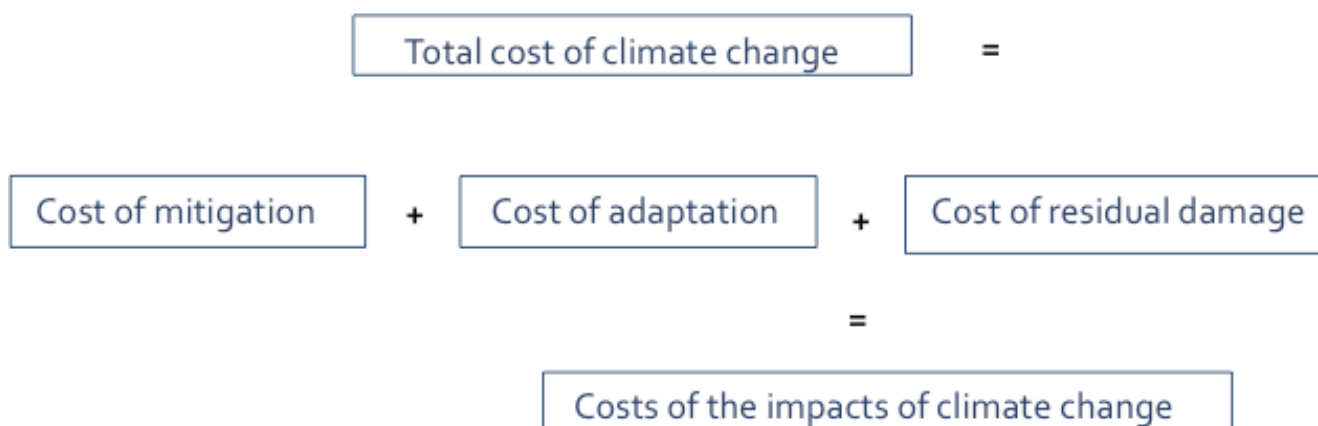 Total cost of climate change =
Cost of mitigation + Cost of adaptation + Cost of residual damage
=
Costs of the impacts of climate change